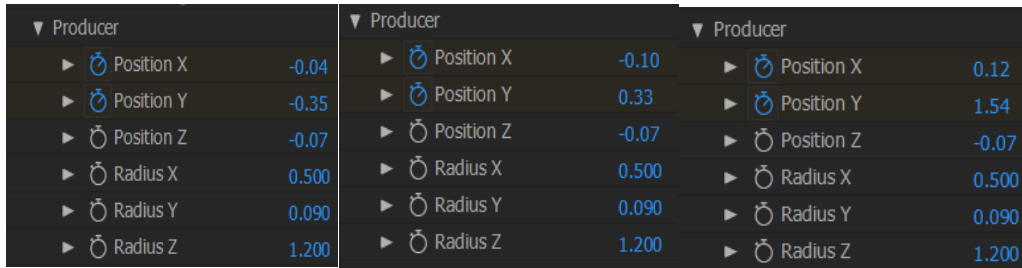 Producer
Position X -0.04
Position Y -0.35
Position Z -0.07
Radius X 0.500
Radius Y 0.090
Radius Z 1.200
Producer
Position X -0.10
Position Y 0.33
Position Z -0.07
Radius X 0.500
Radius Y 0.090
Radius Z 1.200
Producer
Position X 0.12
Position Y 1.54
Position Z -0.07
Radius X 0.500
Radius Y 0.090
Radius Z 1.200